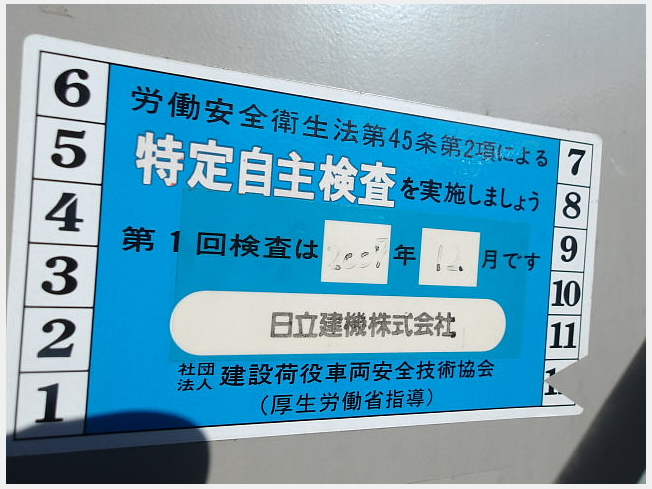 労働安全衛生法第45条第2項による
特定自主検査を実施しましょう
第1回検査は2009年12月です
日立建機株式会社
社団法人 建設荷役車両安全技術協会
(厚生労働省指導)
6
5
4
3
2
1
7
8
9
10
11